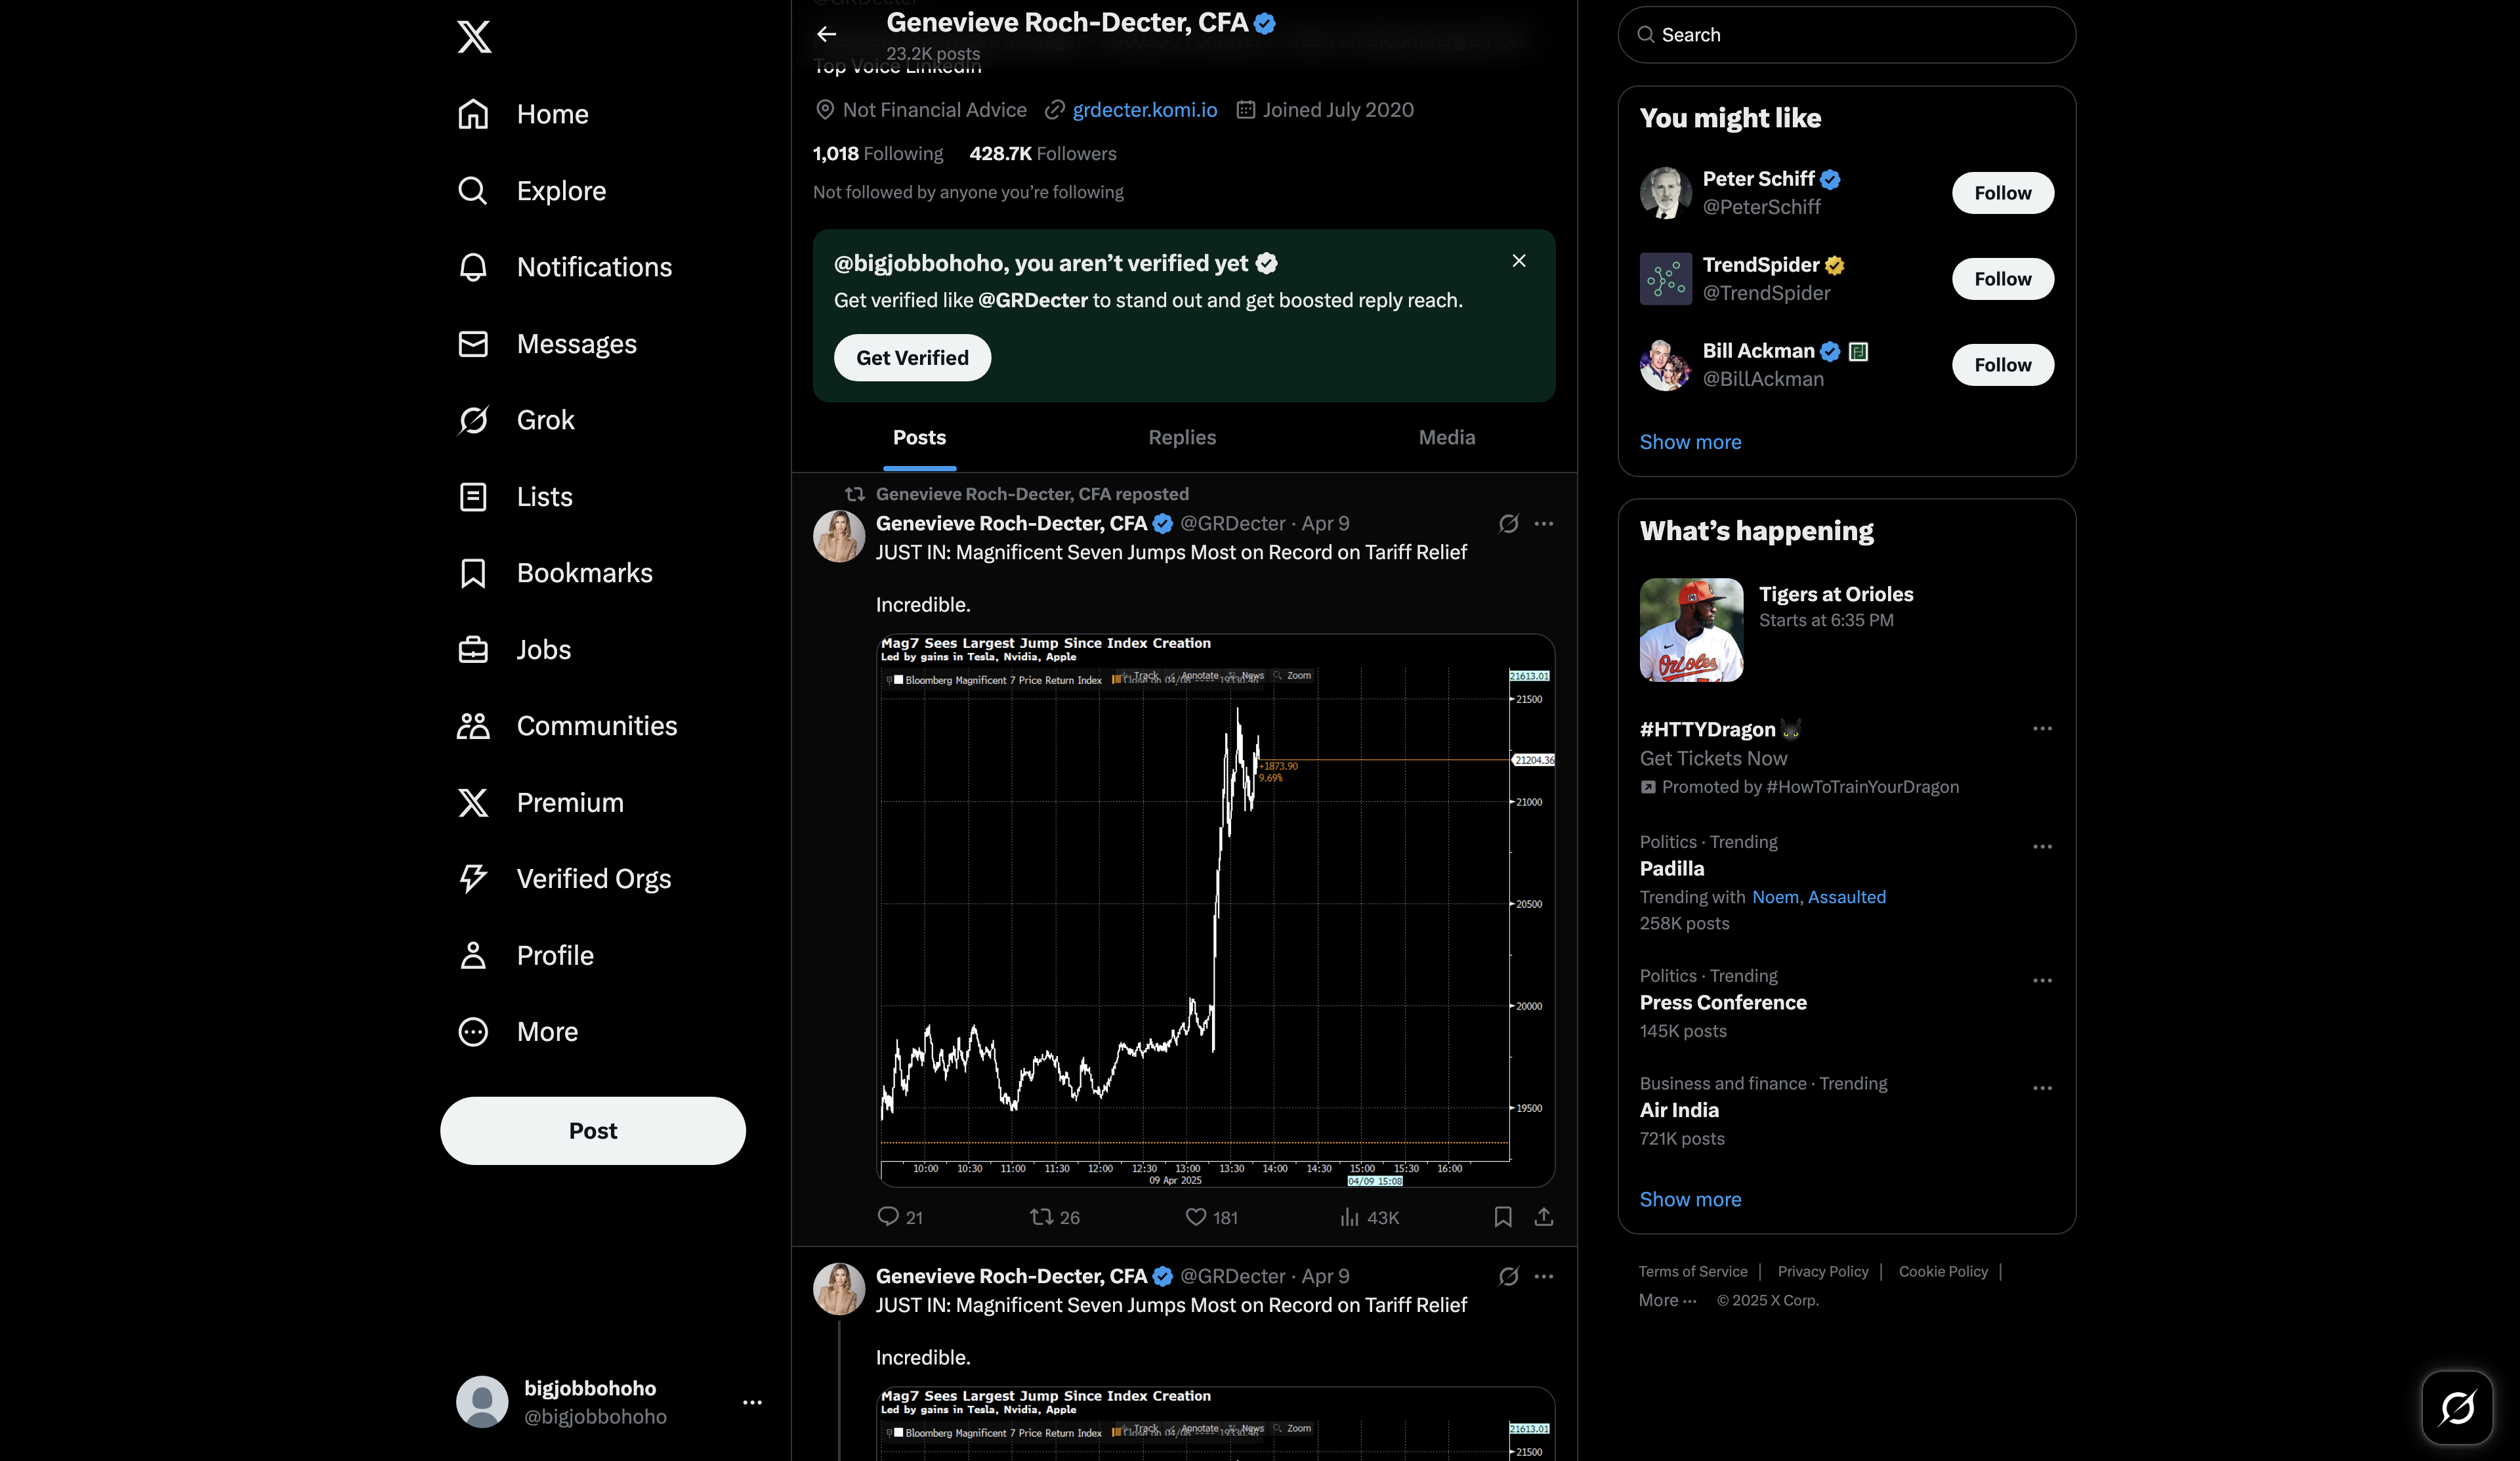 Home
Explore
Notifications
Messages
Grok
Lists
Bookmarks
Jobs
Communities
Premium
Verified Orgs
Profile
More
Post
bigjobbohoho
@bigjobbohoho
Genevieve Roch-Decter, CFA
23.2K posts
Top Voice LinkedIn
Not Financial Advice grdecter.komi.io Joined July 2020
1,018 Following 428.7K Followers
Not followed by anyone you’re following
@bigjobbohoho, you aren’t verified yet
Get verified like @GRDecter to stand out and get boosted reply reach.
Get Verified
Posts Replies Media
Genevieve Roch-Decter, CFA reposted
Genevieve Roch-Decter, CFA @GRDecter · Apr 9
JUST IN: Magnificent Seven Jumps Most on Record on Tariff Relief
Incredible.
Mag7 Sees Largest Jump Since Index Creation
Led by gains in Tesla, Nvidia, Apple
Track Annotate News Zoom
Bloomberg Magnificent 7 Price Return Index
21613.01
21500
+1873.90
9.69%
21204.36
21000
20500
20000
19500
10:00 10:30 11:00 11:30 12:00 12:30 13:00 13:30 14:00 14:30 15:00 15:30 16:00
09 Apr 2025
04/09 15:08
21 26 181 43K
Genevieve Roch-Decter, CFA @GRDecter · Apr 9
JUST IN: Magnificent Seven Jumps Most on Record on Tariff Relief
Incredible.
Mag7 Sees Largest Jump Since Index Creation
Led by gains in Tesla, Nvidia, Apple
Track Annotate News Zoom
Bloomberg Magnificent 7 Price Return Index
21613.01
21500
Search
You might like
Peter Schiff
@PeterSchiff
Follow
TrendSpider
@TrendSpider
Follow
Bill Ackman
@BillAckman
Follow
Show more
What’s happening
Orioles
Tigers at Orioles
Starts at 6:35 PM
#HTTYDragon
Get Tickets Now
Promoted by #HowToTrainYourDragon
Politics · Trending
Padilla
Trending with Noem, Assaulted
258K posts
Politics · Trending
Press Conference
145K posts
Business and finance · Trending
Air India
721K posts
Show more
Terms of Service | Privacy Policy | Cookie Policy |
More ··· © 2025 X Corp.